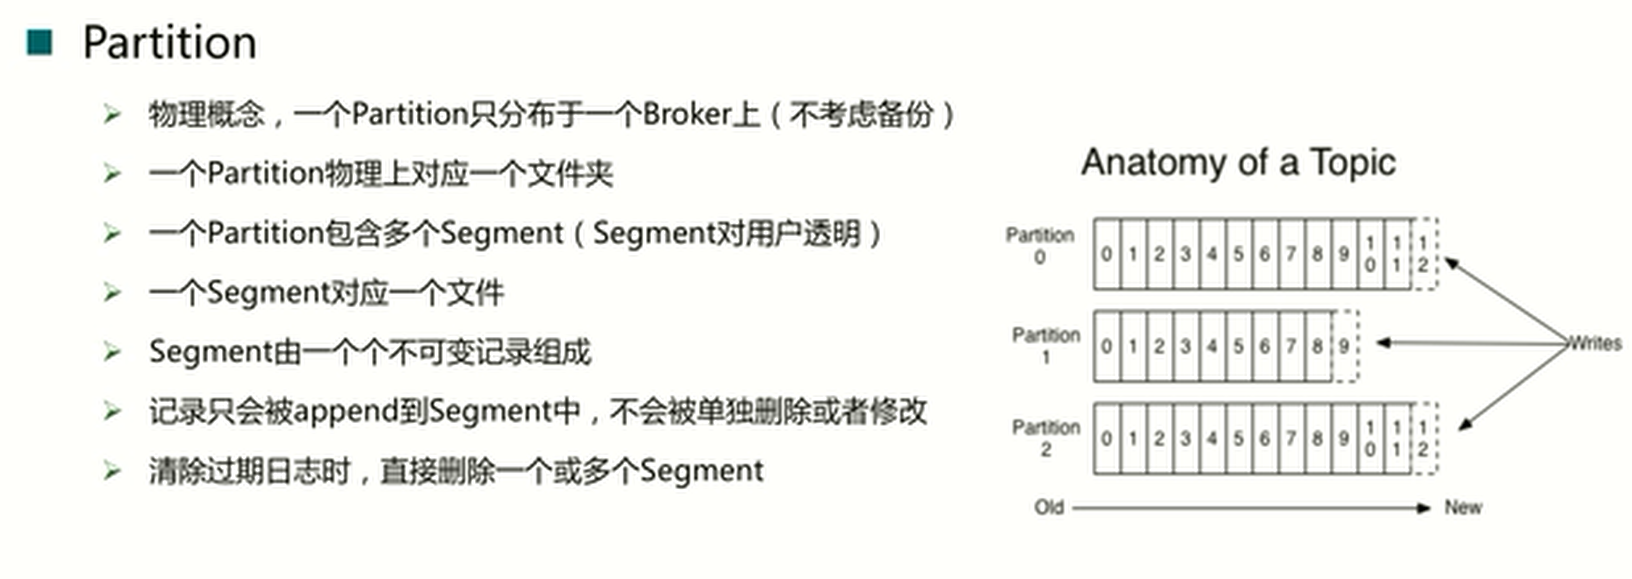 Partition
物理概念，一个Partition只分布于一个Broker上（不考虑备份）
一个Partition物理上对应一个文件夹
一个Partition包含多个Segment（Segment对用户透明）
一个Segment对应一个文件
Segment由一个个不可变记录组成
记录只会被append到Segment中，不会被单独删除或者修改
清除过期日志时，直接删除一个或多个Segment
Anatomy of a Topic
Partition
0
0 1 2 3 4 5 6 7 8 9 10 11 12
Partition
1
0 1 2 3 4 5 6 7 8 9
Writes
Partition
2
0 1 2 3 4 5 6 7 8 9 10 11 12
Old
New